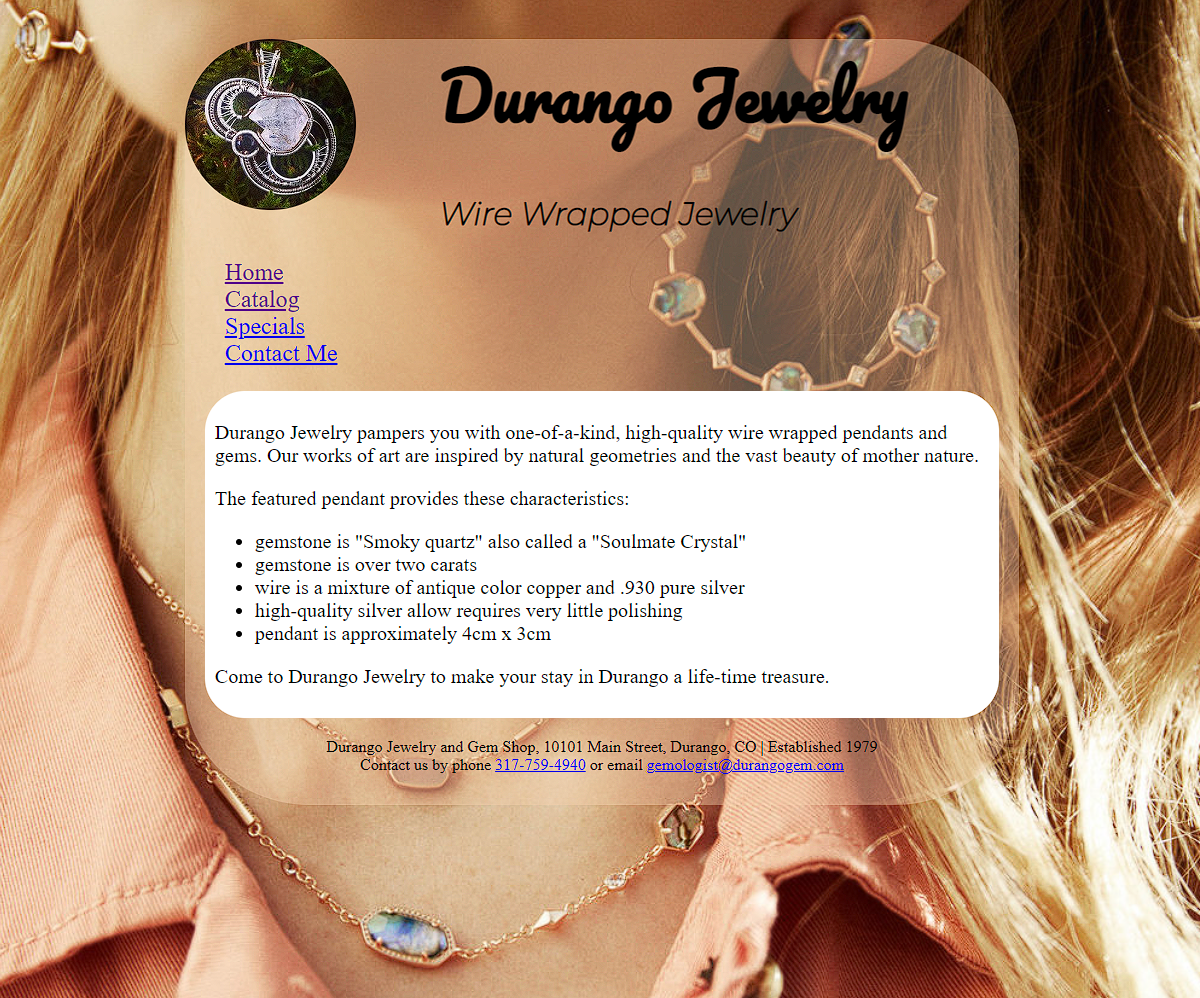 Durango Jewelry
Wire Wrapped Jewelry
Home
Catalog
Specials
Contact Me
Durango Jewelry pampers you with one-of-a-kind, high-quality wire wrapped pendants and
gems. Our works of art are inspired by natural geometries and the vast beauty of mother nature.
The featured pendant provides these characteristics:
• gemstone is "Smoky quartz" also called a "Soulmate Crystal"
• gemstone is over two carats
• wire is a mixture of antique color copper and .930 pure silver
• high-quality silver allow requires very little polishing
• pendant is approximately 4cm x 3cm
Come to Durango Jewelry to make your stay in Durango a life-time treasure.
Durango Jewelry and Gem Shop, 10101 Main Street, Durango, CO | Established 1979
Contact us by phone 317-759-4940 or email gemologist@durangogem.com